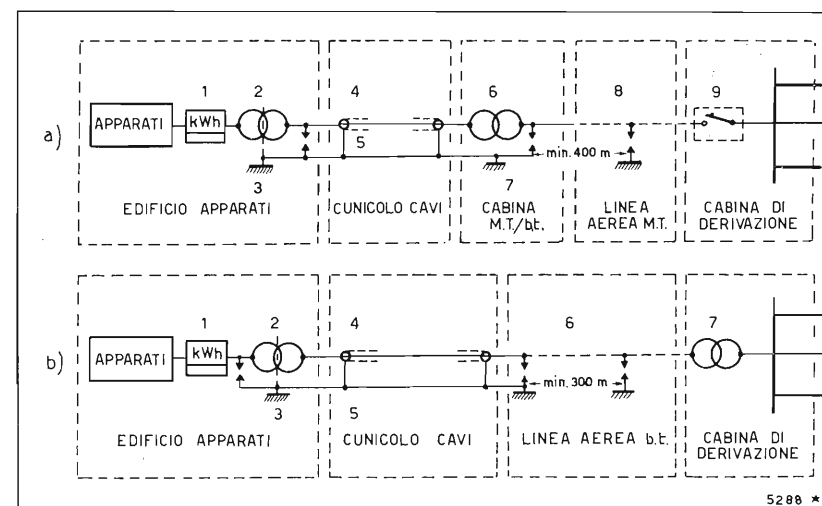 1 2 4 6 8 9
a) APPARATI kWh
5 min. 400 m
3 7
EDIFICIO APPARATI CUNICOLO CAVI CABINA M.T./b.t. LINEA AEREA M.T. CABINA DI DERIVAZIONE
1 2 4 6 7
b) APPARATI kWh
min. 300 m
3 5
EDIFICIO APPARATI CUNICOLO CAVI LINEA AEREA b.t. CABINA DI DERIVAZIONE
5288 *